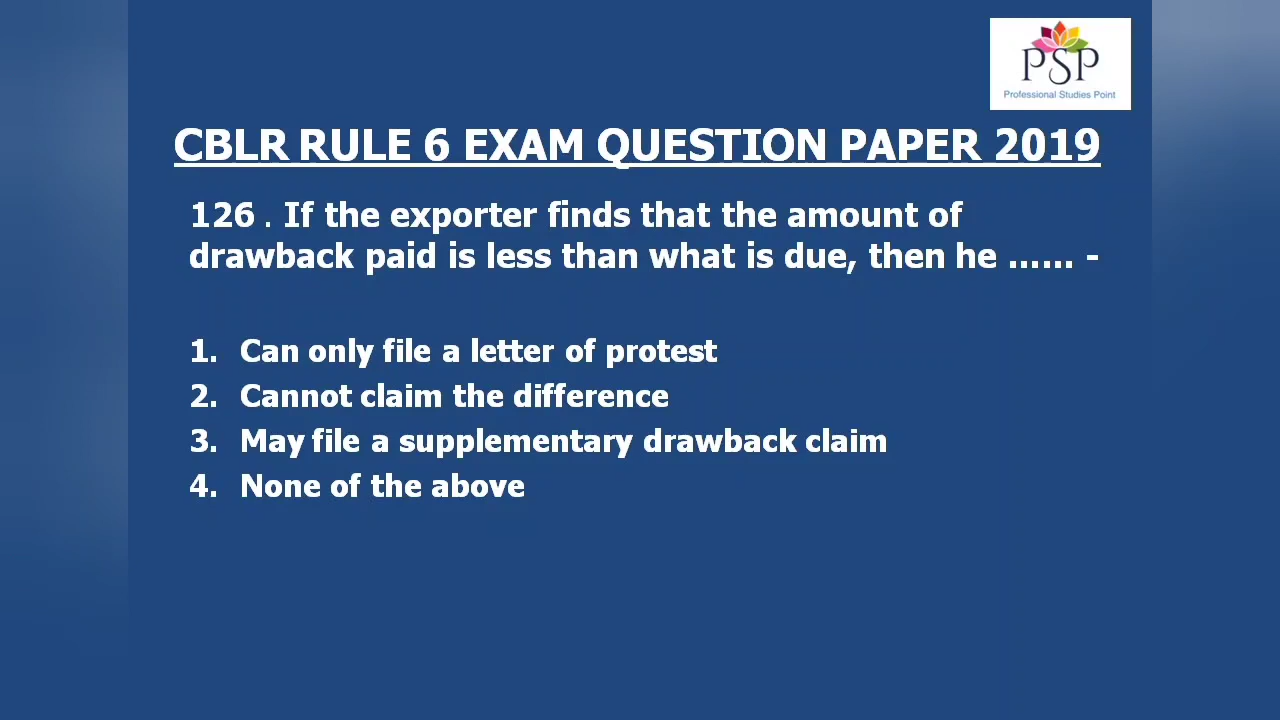 PSP
Professional Studies Point
CBLR RULE 6 EXAM QUESTION PAPER 2019
126 . If the exporter finds that the amount of
drawback paid is less than what is due, then he ...... -
1. Can only file a letter of protest
2. Cannot claim the difference
3. May file a supplementary drawback claim
4. None of the above